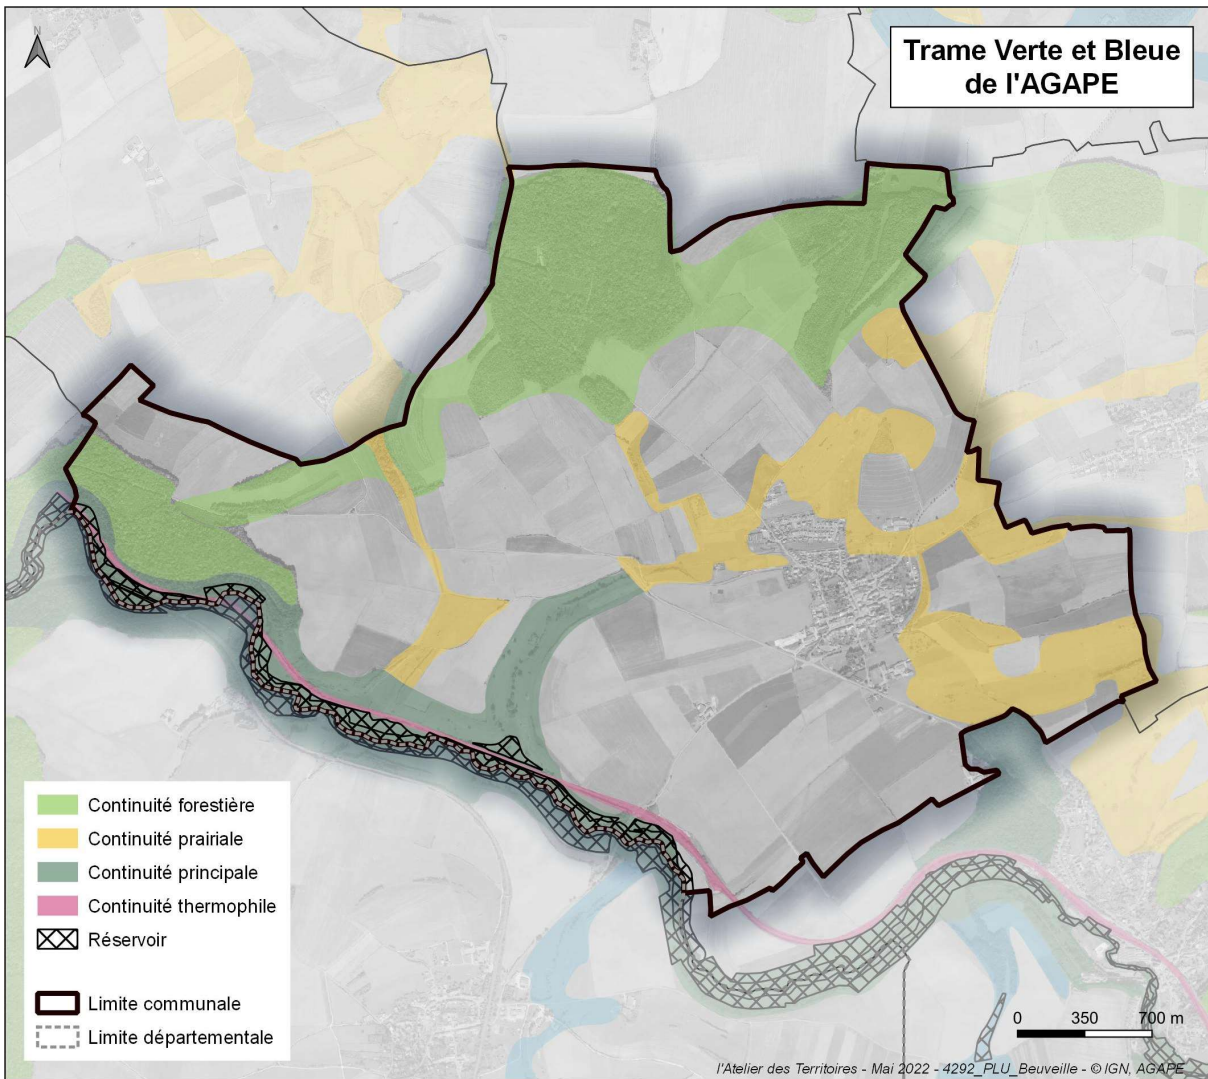 N
Trame Verte et Bleue
de l'AGAPE
Continuité forestière
Continuité prairiale
Continuité principale
Continuité thermophile
Réservoir
Limite communale
Limite départementale
0 350 700 m
l'Atelier des Territoires - Mai 2022 - 4292_PLU_Beuveille - © IGN, AGAPE